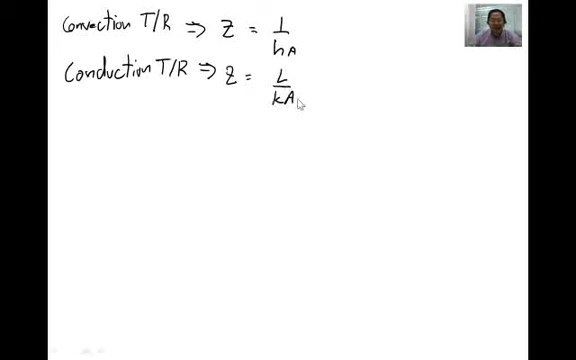 Convection T/R ⇒ Z = 1/hA
Conduction T/R ⇒ Z = L/KA